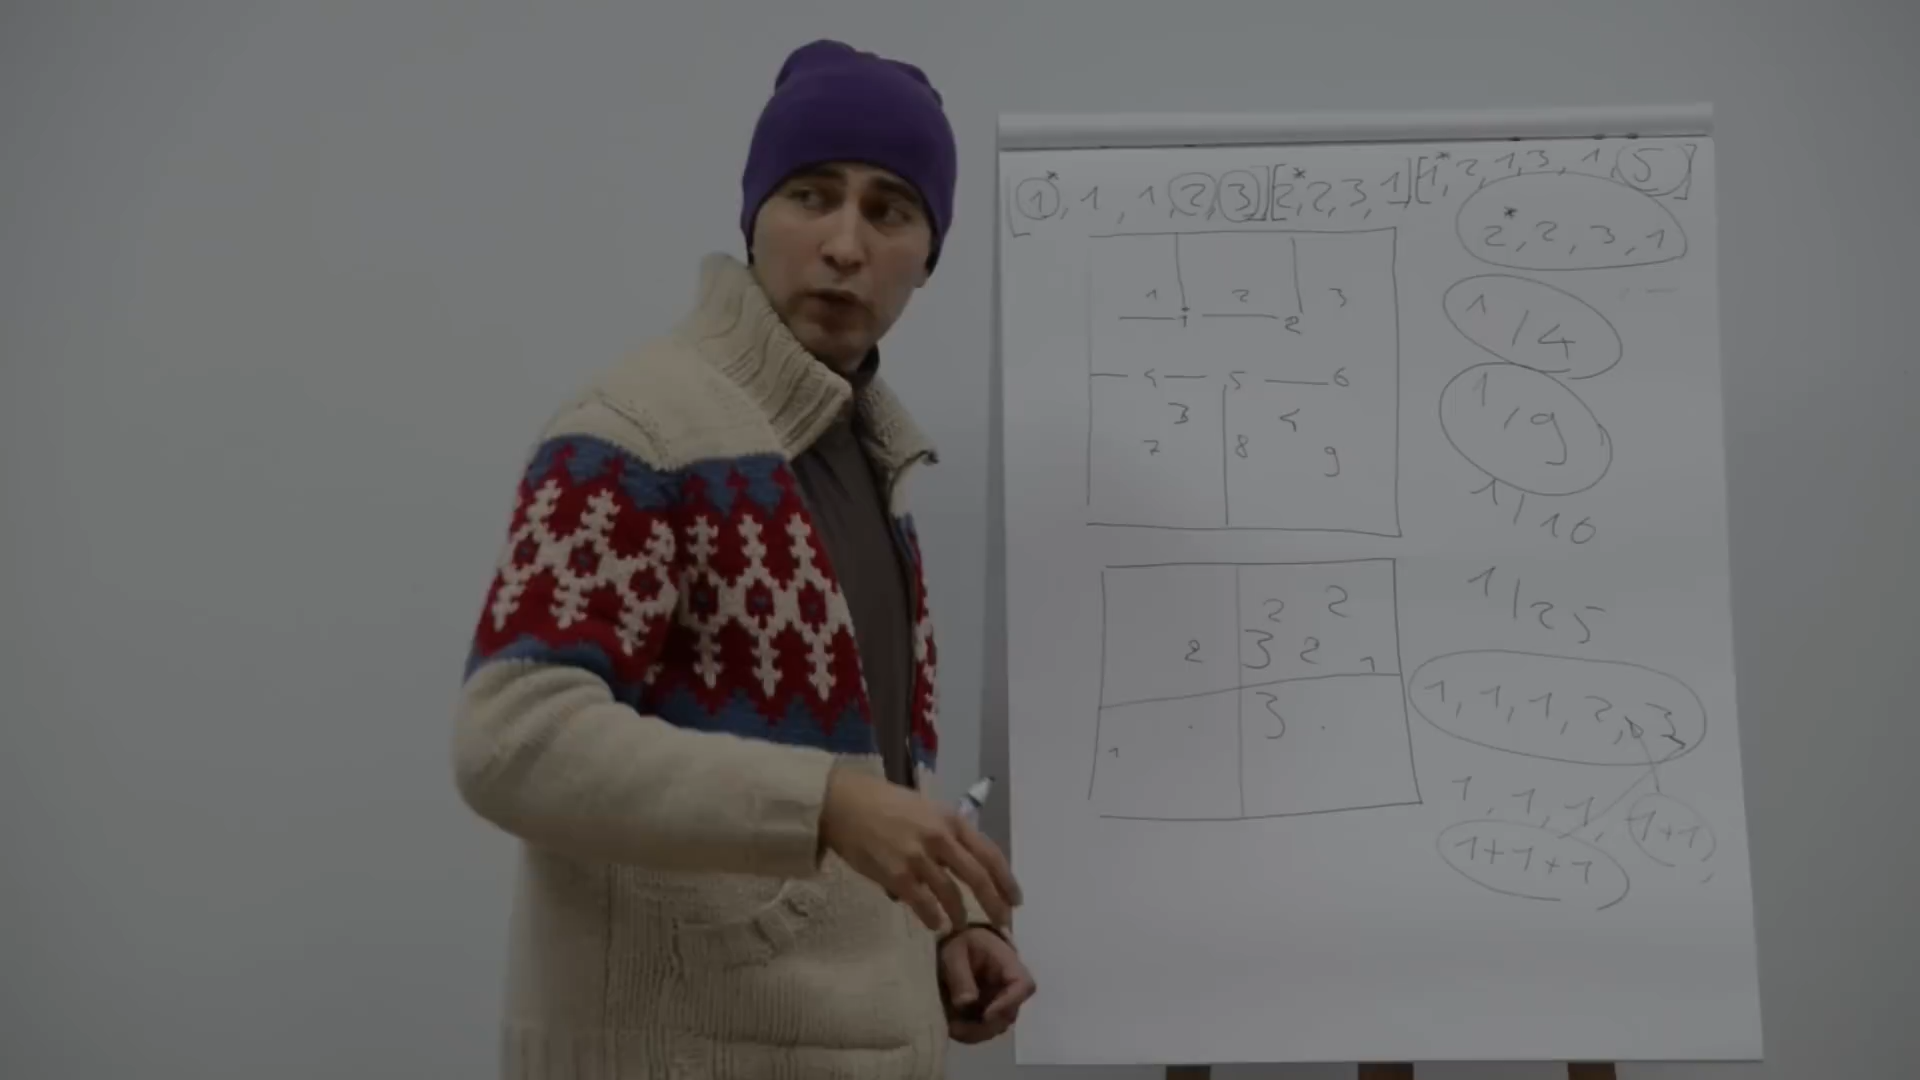 [1*, 1, 1, 2, 3][2*, 2, 3, 1][1*, 2, 1, 3, 1, 5]
2*, 2, 3, 1
1 2 3
1 2
1/4
4 5 6
3 4
7 8 9
1/9
1/16
1/25
2 2
2 3 2 1
3
1
1, 1, 1, 2, 3
1, 1, 1, 1+1,
1+1+1